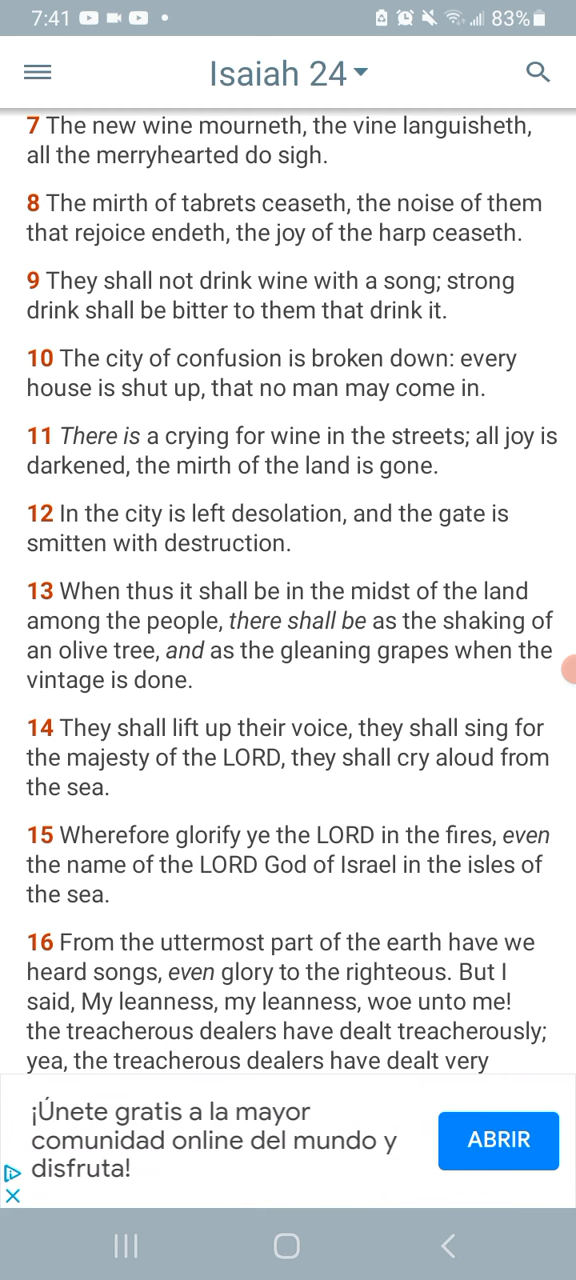 7:41
83%
Isaiah 24
7 The new wine mourneth, the vine languisheth,
all the merryhearted do sigh.
8 The mirth of tabrets ceaseth, the noise of them
that rejoice endeth, the joy of the harp ceaseth.
9 They shall not drink wine with a song; strong
drink shall be bitter to them that drink it.
10 The city of confusion is broken down: every
house is shut up, that no man may come in.
11 There is a crying for wine in the streets; all joy is
darkened, the mirth of the land is gone.
12 In the city is left desolation, and the gate is
smitten with destruction.
13 When thus it shall be in the midst of the land
among the people, there shall be as the shaking of
an olive tree, and as the gleaning grapes when the
vintage is done.
14 They shall lift up their voice, they shall sing for
the majesty of the LORD, they shall cry aloud from
the sea.
15 Wherefore glorify ye the LORD in the fires, even
the name of the LORD God of Israel in the isles of
the sea.
16 From the uttermost part of the earth have we
heard songs, even glory to the righteous. But I
said, My leanness, my leanness, woe unto me!
the treacherous dealers have dealt treacherously;
yea, the treacherous dealers have dealt very
¡Únete gratis a la mayor
comunidad online del mundo y
disfruta!
ABRIR